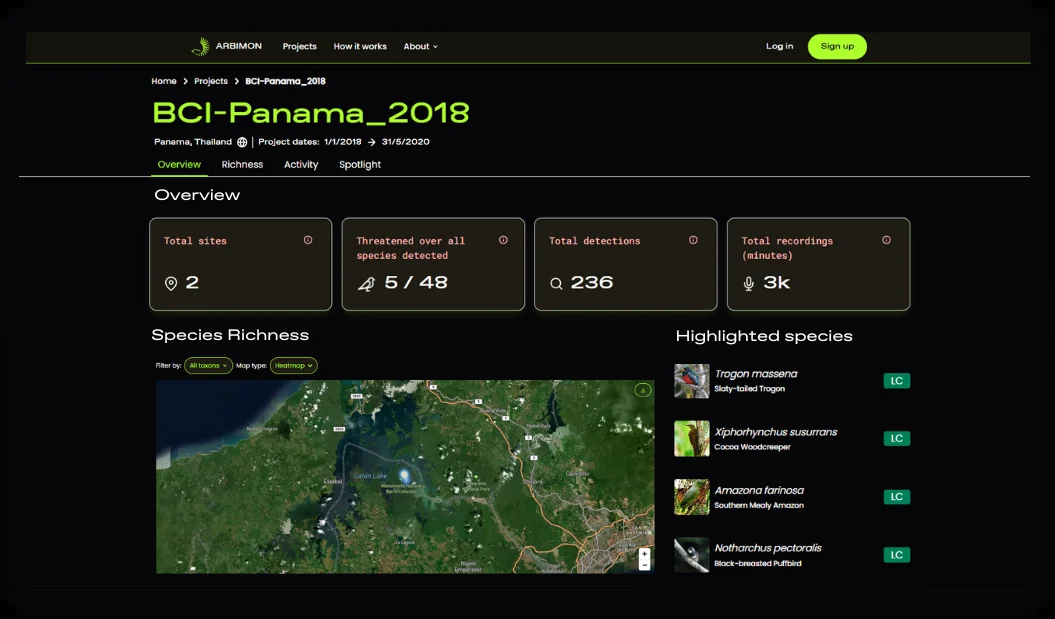 ARBIMON Projects How it works About Log in Sign up
Home > Projects > BCI-Panama_2018
BCI-Panama_2018
Panama, Thailand | Project dates: 1/1/2018 → 31/5/2020
Overview Richness Activity Spotlight
Overview
Total sites
2
Threatened over all
species detected
5 / 48
Total detections
236
Total recordings
(minutes)
3k
Species Richness
Filter by: All taxons Map type: Heatmap
Gatun Lake
Escobal
Nuevo
Emperador
+
-
Highlighted species
Trogon massena
Slaty-tailed Trogon
LC
Xiphorhynchus susurrans
Cocoa Woodcreeper
LC
Amazona farinosa
Southern Mealy Amazon
LC
Notharchus pectoralis
Black-breasted Puffbird
LC